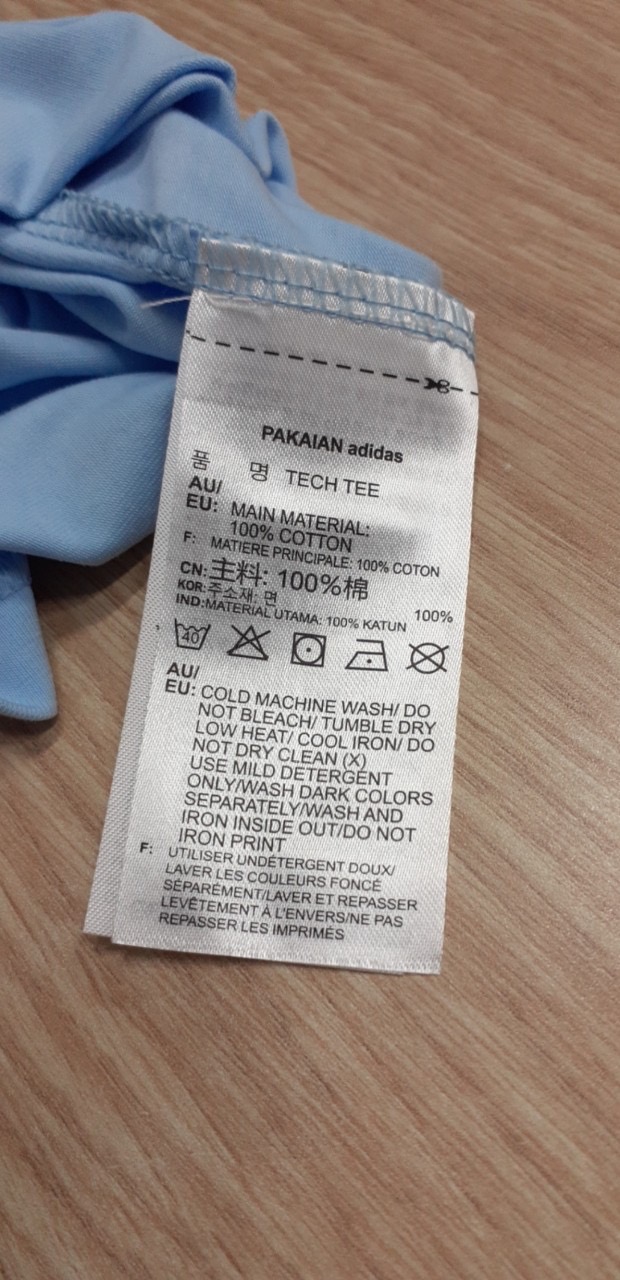 PAKAIAN adidas
품 명 TECH TEE
AU/
EU: MAIN MATERIAL:
100% COTTON
F: MATIERE PRINCIPALE: 100% COTON
CN:主料: 100%棉
KOR:주소재: 면 100%
IND:MATERIAL UTAMA: 100% KATUN
40
AU/
EU: COLD MACHINE WASH/ DO
NOT BLEACH/ TUMBLE DRY
LOW HEAT/ COOL IRON/ DO
NOT DRY CLEAN (X)
USE MILD DETERGENT
ONLY/WASH DARK COLORS
SEPARATELY/WASH AND
IRON INSIDE OUT/DO NOT
IRON PRINT
F: UTILISER UNDÉTERGENT DOUX/
LAVER LES COULEURS FONCÉ
SÉPARÉMENT/LAVER ET REPASSER
LEVÊTEMENT À L'ENVERS/NE PAS
REPASSER LES IMPRIMÉS